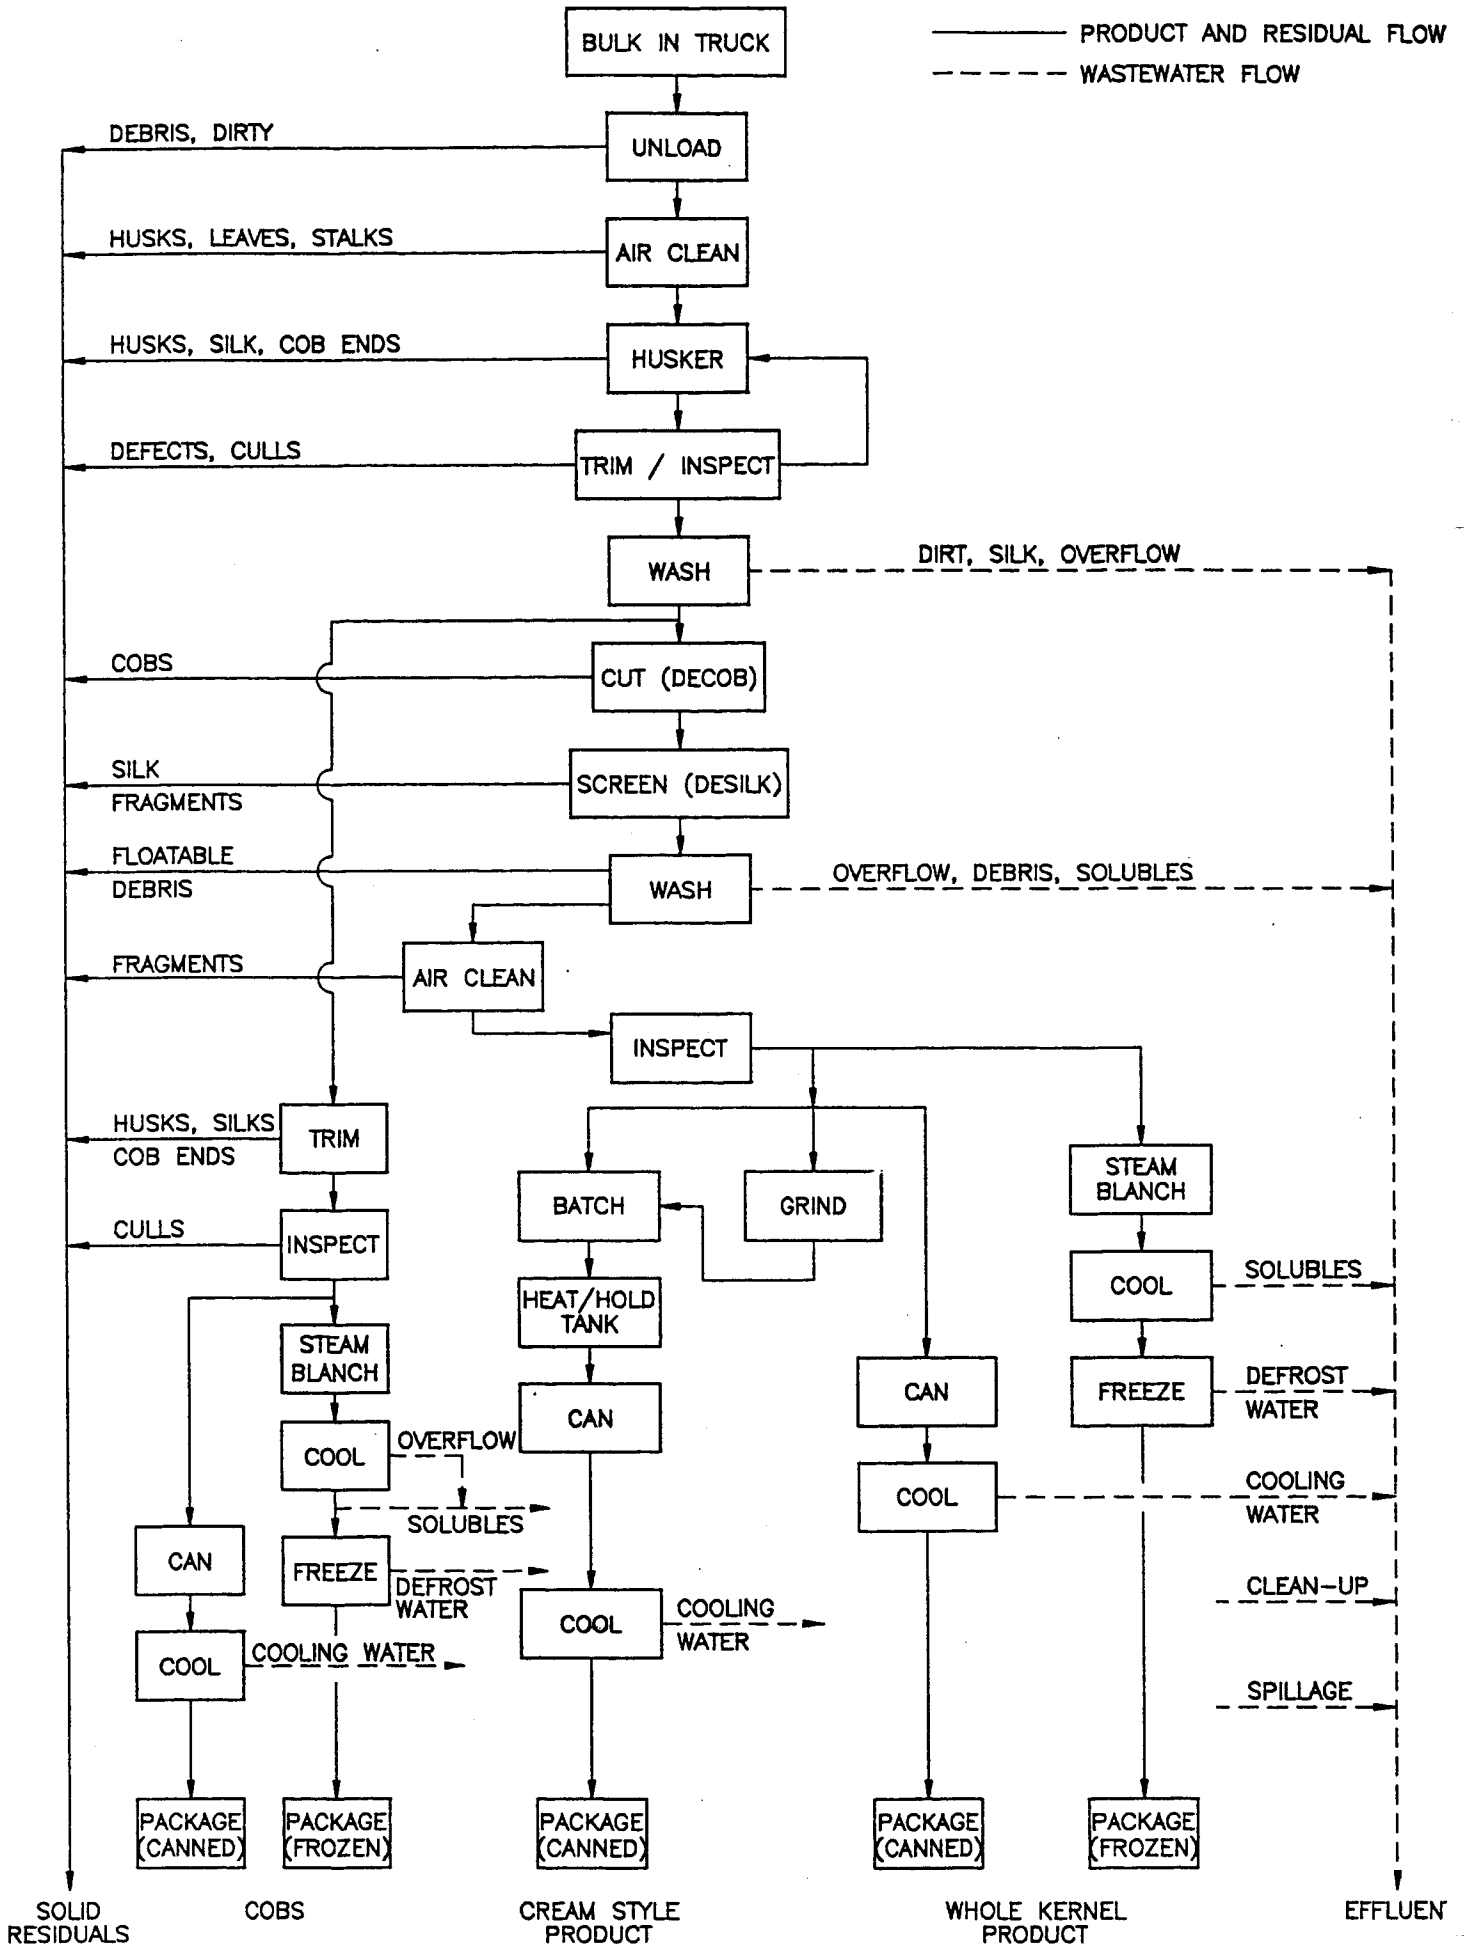 BULK IN TRUCK
PRODUCT AND RESIDUAL FLOW
WASTEWATER FLOW
DEBRIS, DIRTY
UNLOAD
HUSKS, LEAVES, STALKS
AIR CLEAN
HUSKS, SILK, COB ENDS
HUSKER
DEFECTS, CULLS
TRIM / INSPECT
WASH
DIRT, SILK, OVERFLOW
COBS
CUT (DECOB)
SILK
FRAGMENTS
SCREEN (DESILK)
FLOATABLE
DEBRIS
WASH
OVERFLOW, DEBRIS, SOLUBLES
FRAGMENTS
AIR CLEAN
INSPECT
HUSKS, SILKS
COB ENDS
TRIM
BATCH
GRIND
STEAM
BLANCH
CULLS
INSPECT
HEAT/HOLD
TANK
COOL
SOLUBLES
STEAM
BLANCH
CAN
CAN
FREEZE
DEFROST
WATER
COOL
OVERFLOW
SOLUBLES
COOL
COOLING
WATER
CAN
FREEZE
DEFROST
WATER
COOL
COOLING
WATER
CLEAN-UP
COOL
COOLING WATER
SPILLAGE
PACKAGE
(CANNED)
PACKAGE
(FROZEN)
PACKAGE
(CANNED)
PACKAGE
(CANNED)
PACKAGE
(FROZEN)
SOLID
RESIDUALS
COBS
CREAM STYLE
PRODUCT
WHOLE KERNEL
PRODUCT
EFFLUEN